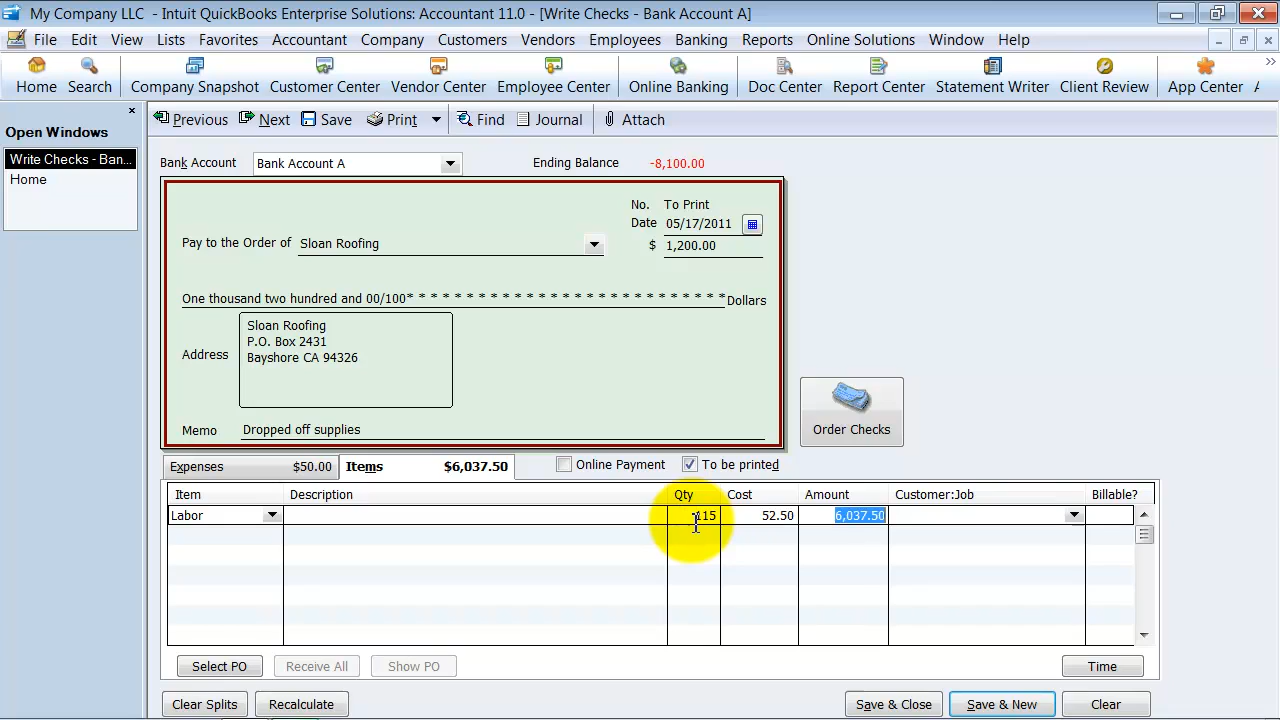 My Company LLC - Intuit QuickBooks Enterprise Solutions: Accountant 11.0 - [Write Checks - Bank Account A]
File Edit View Lists Favorites Accountant Company Customers Vendors Employees Banking Reports Online Solutions Window Help
Home Search Company Snapshot Customer Center Vendor Center Employee Center Online Banking Doc Center Report Center Statement Writer Client Review App Center
Open Windows
Write Checks - Ban...
Home
Previous Next Save Print Find Journal Attach
Bank Account Bank Account A Ending Balance -8,100.00
No. To Print
Date 05/17/2011
Pay to the Order of Sloan Roofing $ 1,200.00
One thousand two hundred and 00/100* * * * * * * * * * * * * * * * * * * * * * * * * * Dollars
Address
Sloan Roofing
P.O. Box 2431
Bayshore CA 94326
Memo Dropped off supplies
Order Checks
Expenses $50.00 Items $6,037.50 Online Payment To be printed
Item Description Qty Cost Amount Customer:Job Billable?
Labor 115 52.50 6,037.50
Select PO Receive All Show PO Time
Clear Splits Recalculate Save & Close Save & New Clear